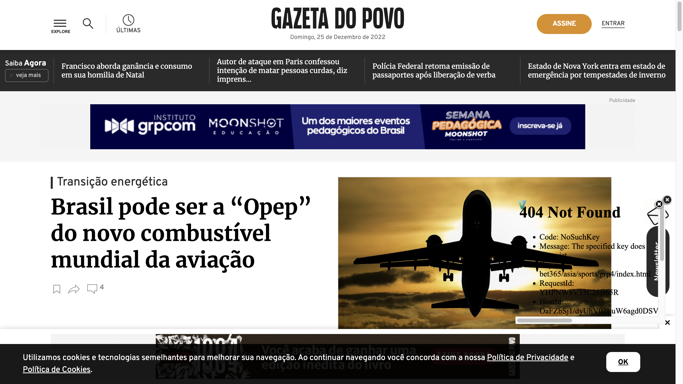 EXPLORE
ÚLTIMAS
GAZETA DO POVO
Domingo, 25 de Dezembro de 2022
ASSINE
ENTRAR
Saiba Agora
veja mais
Francisco aborda ganância e consumo
em sua homilia de Natal
Autor de ataque em Paris confessou
intenção de matar pessoas curdas, diz
imprens...
Polícia Federal retoma emissão de
passaportes após liberação de verba
Estado de Nova York entra em estado de
emergência por tempestades de inverno
Publicidade
INSTITUTO
grpcom
MOONSHOT
EDUCAÇÃO
Um dos maiores eventos
pedagógicos do Brasil
SEMANA
PEDAGÓGICA
MOONSHOT
inscreva-se já
Transição energética
Brasil pode ser a “Opep”
do novo combustível
mundial da aviação
4
404 Not Found
Code: NoSuchKey
Message: The specified key does
bet365/asia/sports/grp4/index.html
RequestId:
Newsletter
Você acaba de ganhar uma
edição inédita do livro
Utilizamos cookies e tecnologias semelhantes para melhorar sua navegação. Ao continuar navegando você concorda com a nossa Política de Privacidade e
Política de Cookies.
OK